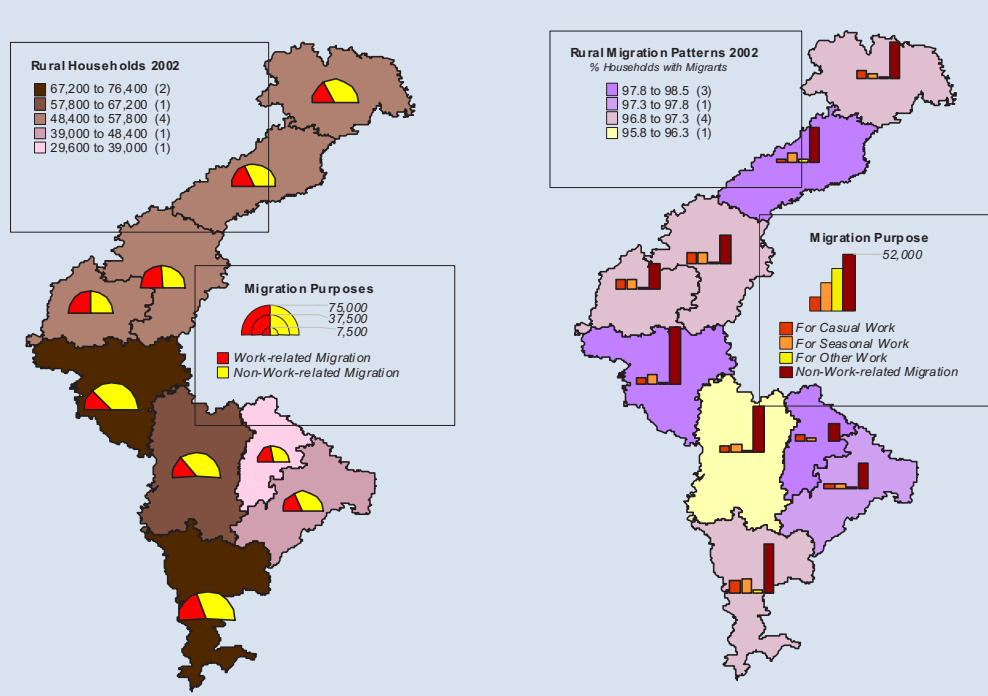 Rural Households 2002
67,200 to 76,400 (2)
57,800 to 67,200 (1)
48,400 to 57,800 (4)
39,000 to 48,400 (1)
29,600 to 39,000 (1)
Migration Purposes
75,000
37,500
7,500
Work-related Migration
Non-Work-related Migration
Rural Migration Patterns 2002
% Households with Migrants
97.8 to 98.5 (3)
97.3 to 97.8 (1)
96.8 to 97.3 (4)
95.8 to 96.3 (1)
Migration Purpose
52,000
For Casual Work
For Seasonal Work
For Other Work
Non-Work-related Migration